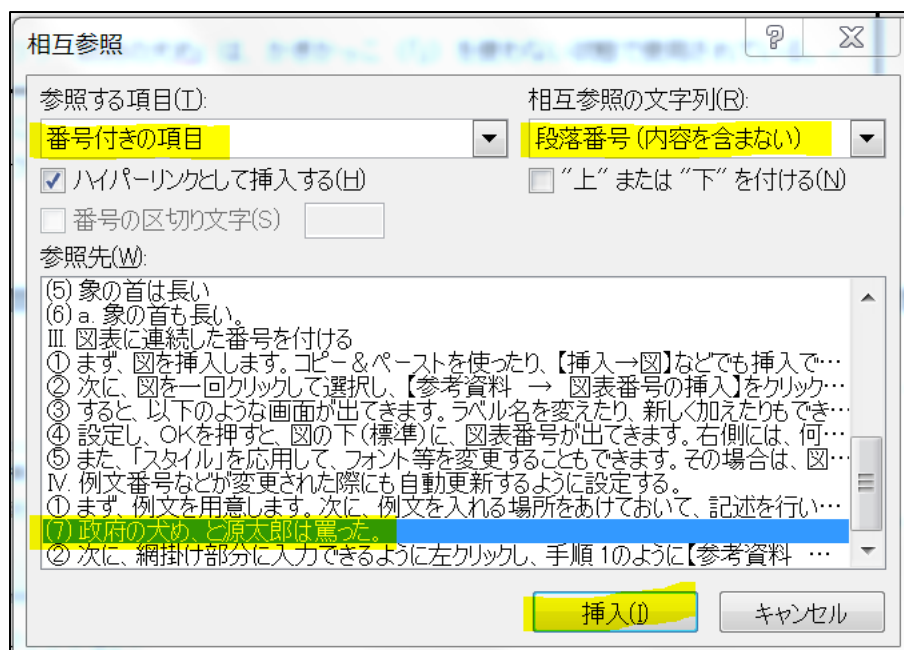 相互参照
参照する項目(T):
相互参照の文字列(R):
番号付きの項目
段落番号(内容を含まない)
ハイパーリンクとして挿入する(H)
"上" または "下" を付ける(N)
番号の区切り文字(S)
参照先(W):
(5) 象の首は長い
(6) a. 象の首も長い。
Ⅲ. 図表に連続した番号を付ける
① まず、図を挿入します。コピー&ペーストを使ったり、【挿入→図】などでも挿入で…
② 次に、図を一回クリックして選択し、【参考資料 → 図表番号の挿入】をクリック…
③ すると、以下のような画面が出てきます。ラベル名を変えたり、新しく加えたりもでき…
④ 設定し、OKを押すと、図の下(標準)に、図表番号が出てきます。右側には、何…
⑤ また、「スタイル」を応用して、フォント等を変更することもできます。その場合は、図…
Ⅳ. 例文番号などが変更された際にも自動更新するように設定する。
① まず、例文を用意します。次に、例文を入れる場所をあけておいて、記述を行い…
(7) 政府の犬め、と源太郎は罵った。
② 次に、網掛け部分に入力できるように左クリックし、手順1のように【参考資料 …
挿入(I)
キャンセル